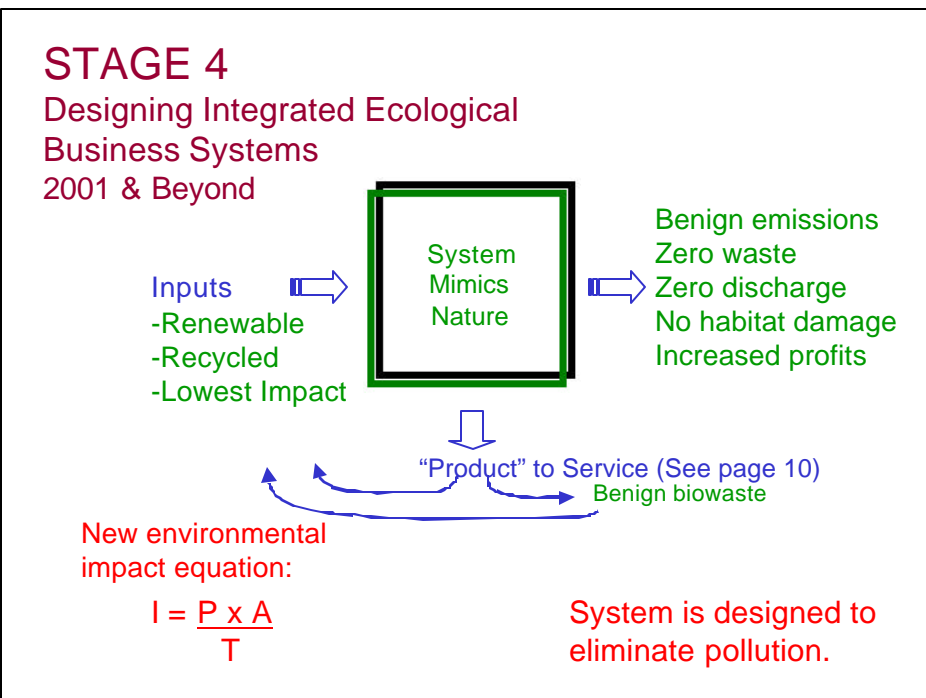 STAGE 4
Designing Integrated Ecological
Business Systems
2001 & Beyond
Inputs
-Renewable
-Recycled
-Lowest Impact
System
Mimics
Nature
Benign emissions
Zero waste
Zero discharge
No habitat damage
Increased profits
“Product” to Service (See page 10)
Benign biowaste
New environmental
impact equation:
I = P x A
T
System is designed to
eliminate pollution.